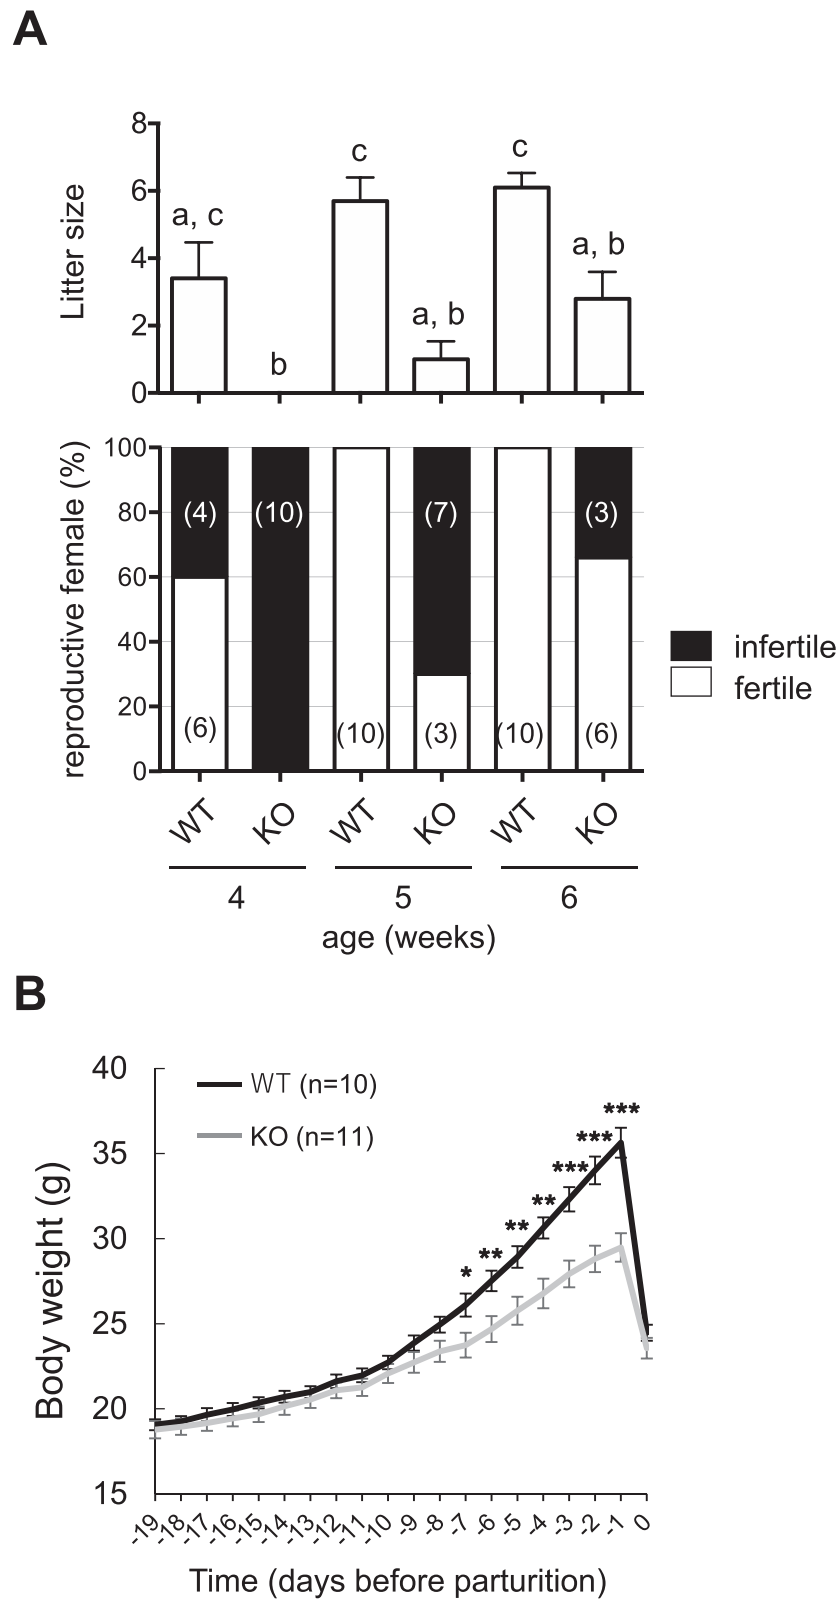 A
8
6
4
2
0
Litter size
a, c
b
c
a, b
c
a, b
100
80
60
40
20
0
reproductive female (%)
(4)
(10)
(7)
(3)
(6)
(10)
(3)
(10)
(6)
infertile
fertile
WT KO WT KO WT KO
4 5 6
age (weeks)
B
40
35
30
25
20
15
Body weight (g)
WT (n=10)
KO (n=11)
* ** ** ** *** *** ***
-19 -18 -17 -16 -15 -14 -13 -12 -11 -10 -9 -8 -7 -6 -5 -4 -3 -2 -1 0
Time (days before parturition)